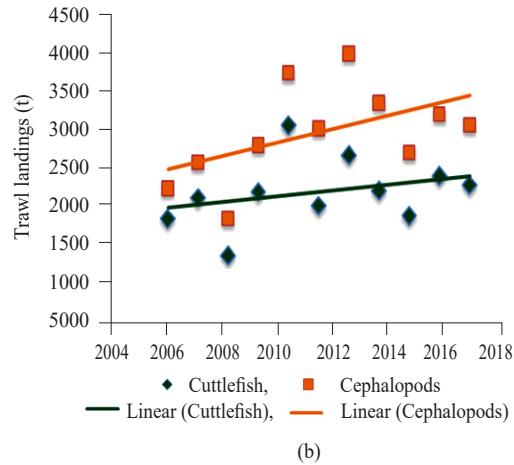 4500
4000
3500
3000
2500
2000
1500
1000
5000
Trawl landings (t)
2004 2006 2008 2010 2012 2014 2016 2018
Cuttlefish, Cephalopods
Linear (Cuttlefish), Linear (Cephalopods)
(b)